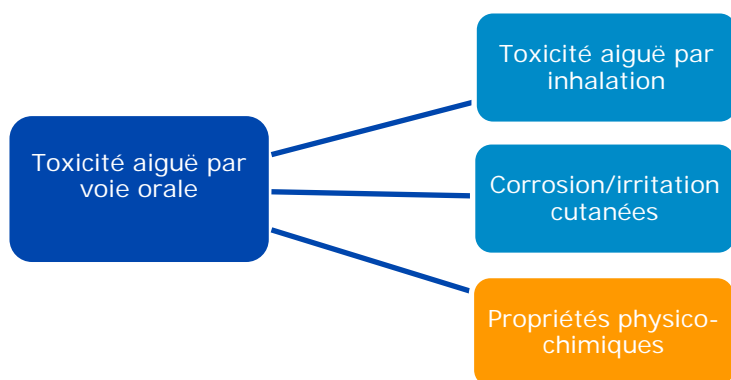 Toxicité aiguë par
inhalation
Toxicité aiguë par
voie orale
Corrosion/irritation
cutanées
Propriétés physico-
chimiques